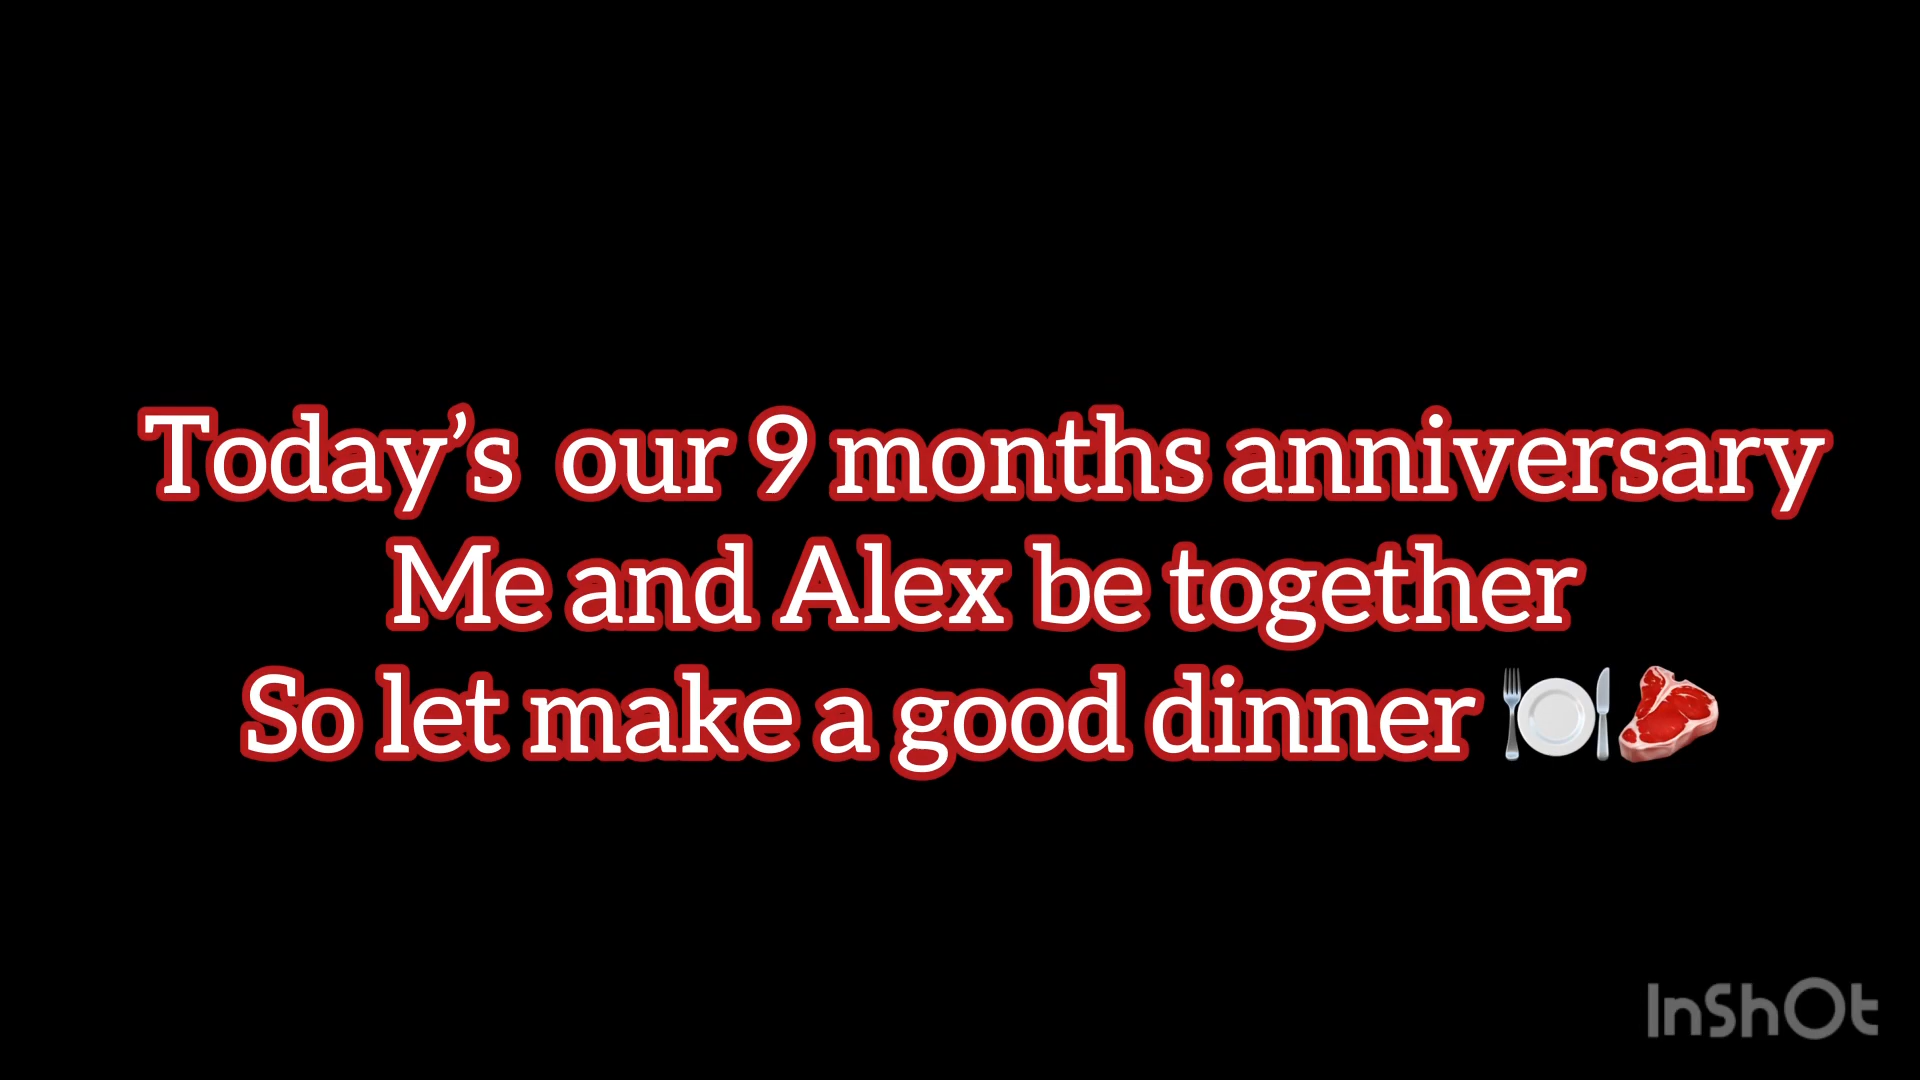 Today’s  our 9 months anniversary
Me and Alex be together
So let make a good dinner 🍽️🥩
InShOt